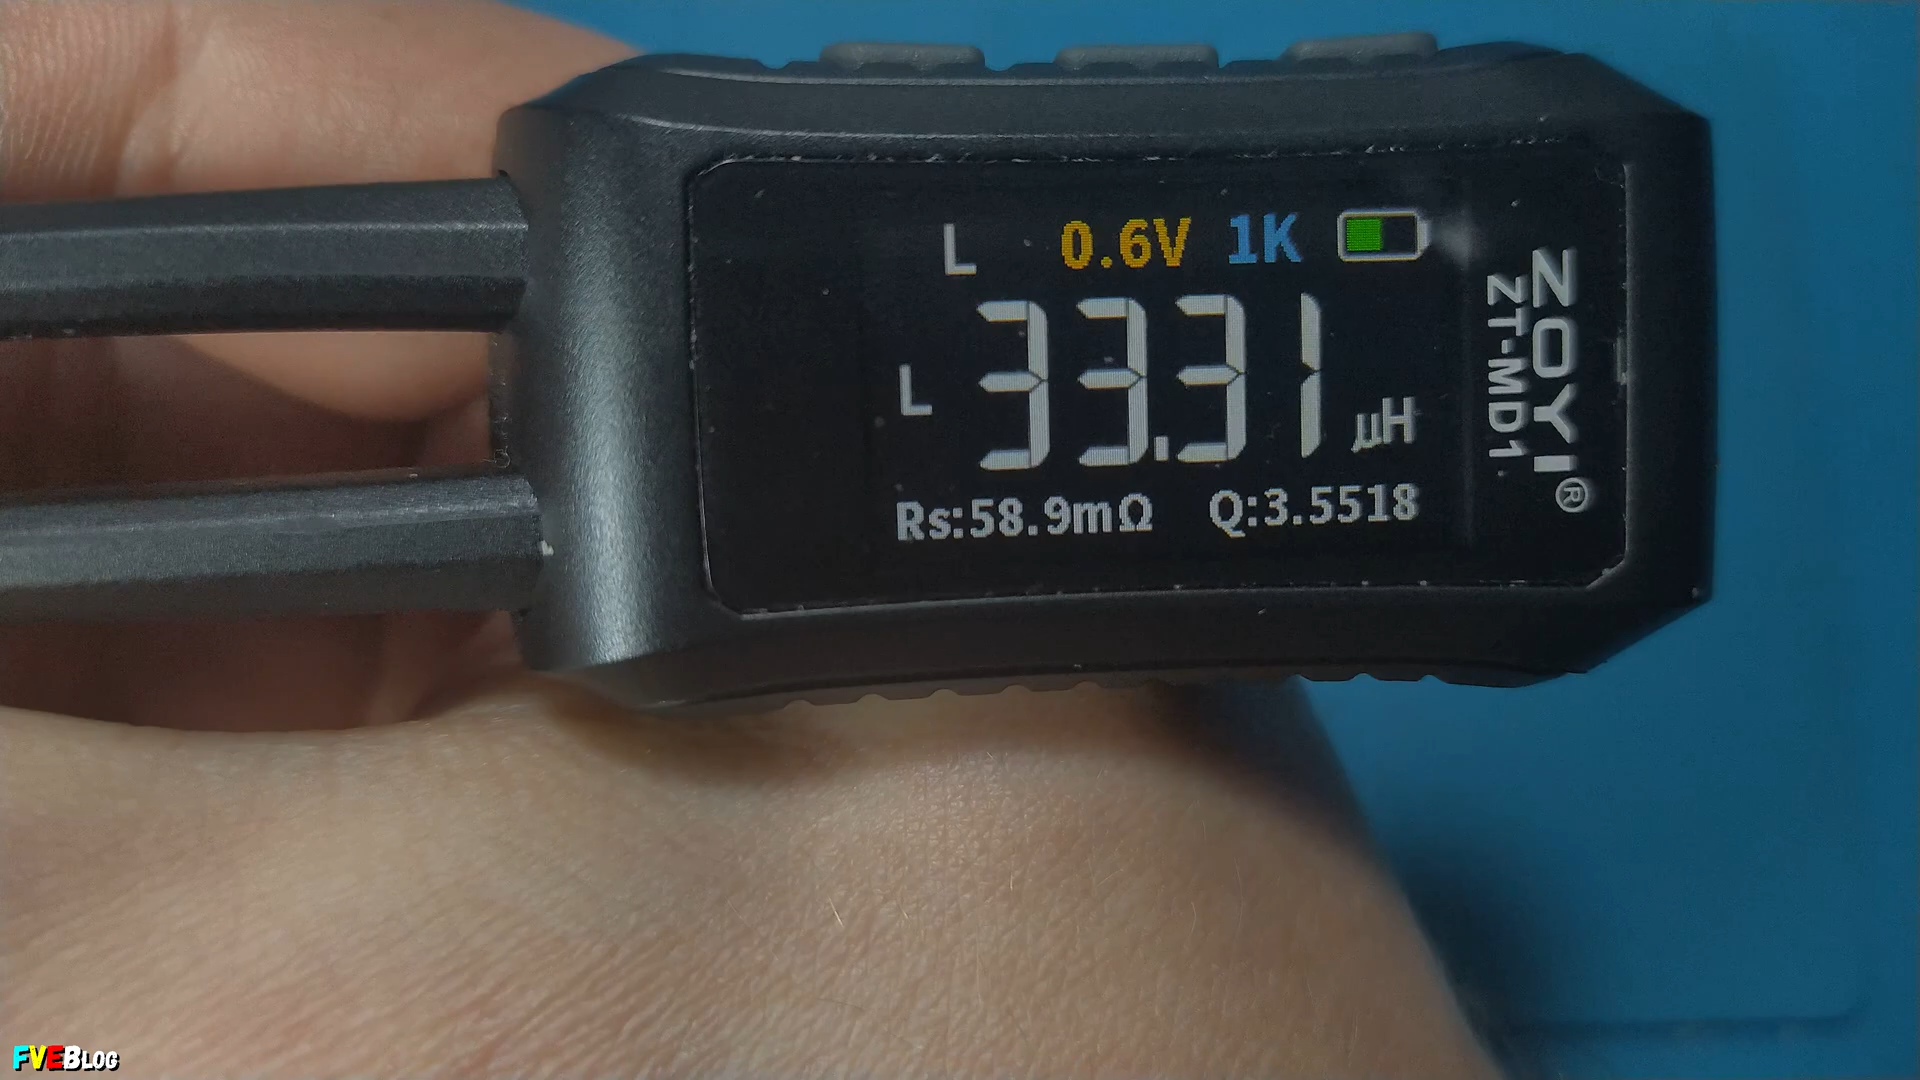 L 0.6V 1K
L 33.31 µH
Rs:58.9mΩ Q:3.5518
ZOYI®
ZT-MD1
FVEBLOG